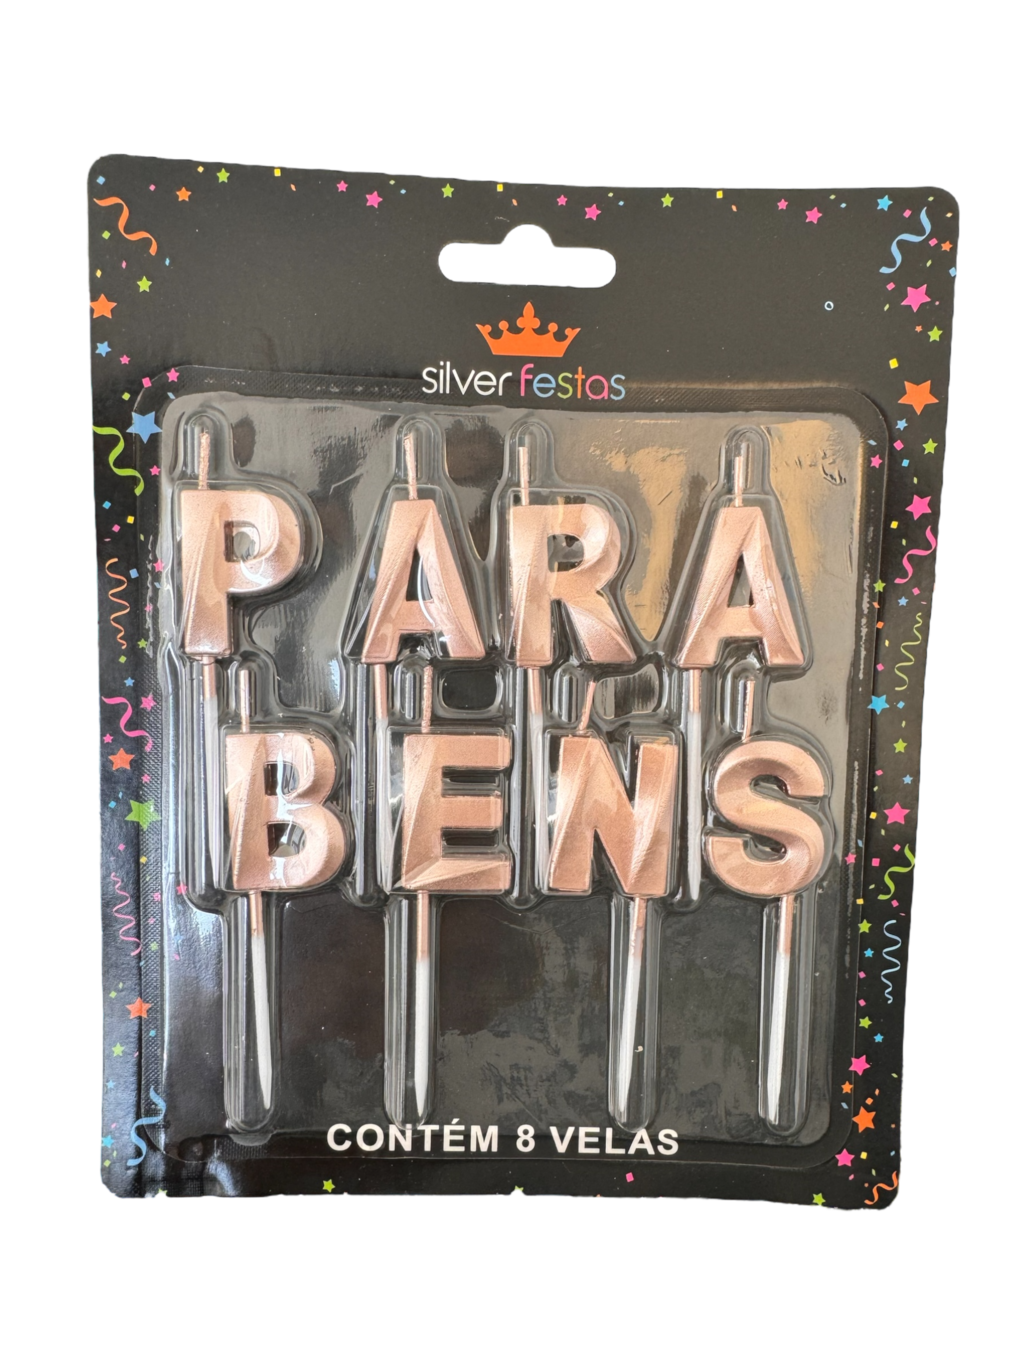 silver festas
PARA
BENS
CONTÉM 8 VELAS